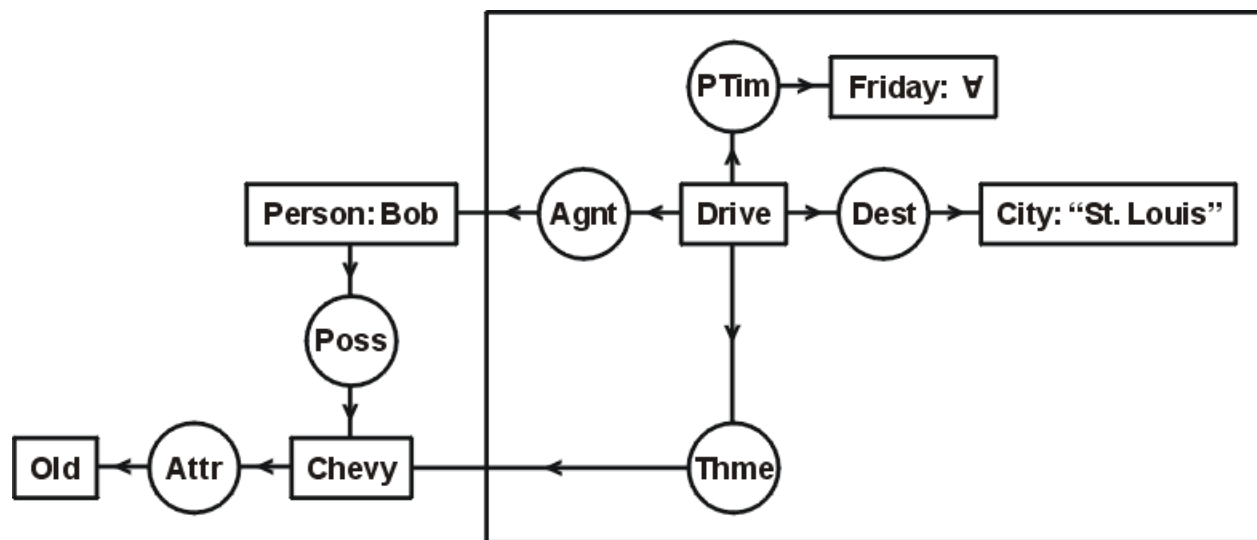 PTim
Friday: ∀
Person: Bob
Agnt
Drive
Dest
City: “St. Louis”
Poss
Old
Attr
Chevy
Thme